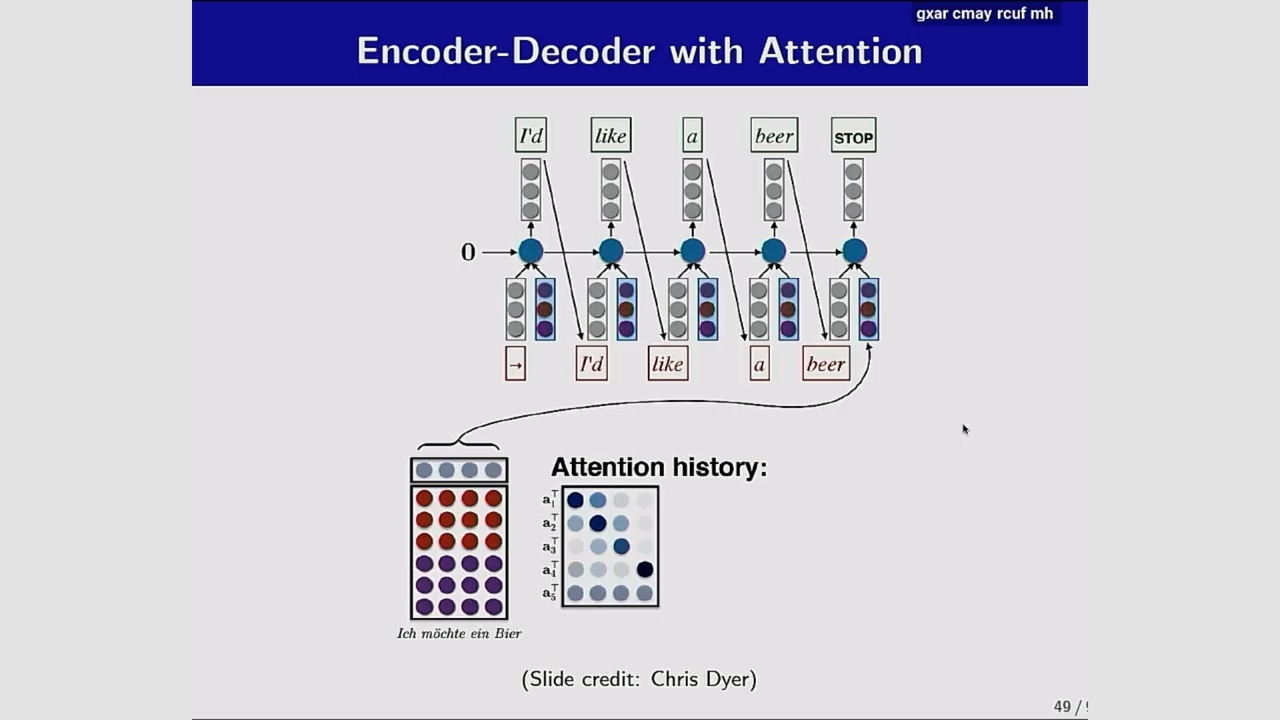 gxar cmay rcuf mh
Encoder-Decoder with Attention
I'd like a beer STOP
0
→ I'd like a beer
Attention history:
a₁ᵀ
a₂ᵀ
a₃ᵀ
a₄ᵀ
a₅ᵀ
Ich möchte ein Bier
(Slide credit: Chris Dyer)
49 /